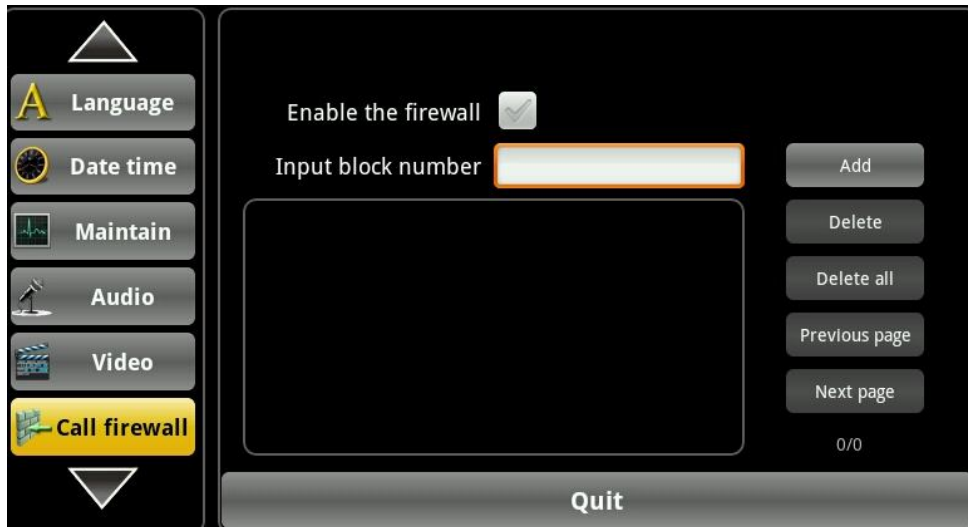 Language
Date time
Maintain
Audio
Video
Call firewall
Enable the firewall
Input block number
Add
Delete
Delete all
Previous page
Next page
0/0
Quit